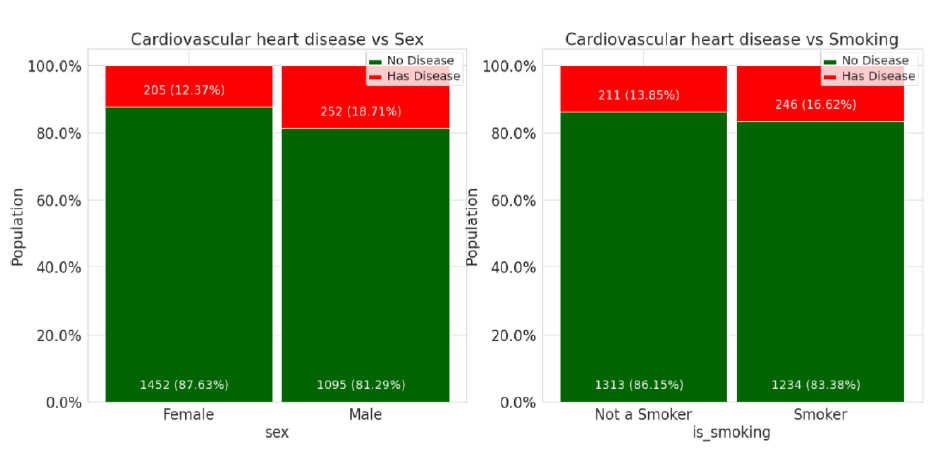 Cardiovascular heart disease vs Sex
No Disease
Has Disease
100.0%
80.0%
60.0%
40.0%
20.0%
0.0%
Population
205 (12.37%)
252 (18.71%)
1452 (87.63%)
1095 (81.29%)
Female
Male
sex
Cardiovascular heart disease vs Smoking
No Disease
Has Disease
100.0%
80.0%
60.0%
40.0%
20.0%
0.0%
Population
211 (13.85%)
246 (16.62%)
1313 (86.15%)
1234 (83.38%)
Not a Smoker
Smoker
is_smoking